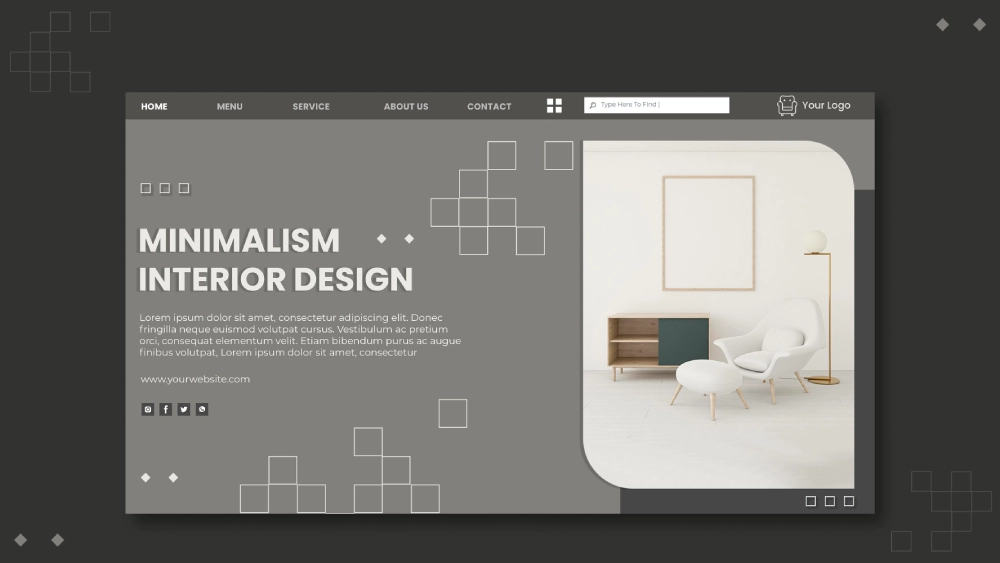 HOME MENU SERVICE ABOUT US CONTACT Type Here To Find | Your Logo
MINIMALISM
INTERIOR DESIGN
Lorem ipsum dolor sit amet, consectetur adipiscing elit. Donec
fringilla neque euismod volutpat cursus. Vestibulum ac pretium
orci, consequat elementum velit. Etiam bibendum purus ac augue
finibus volutpat, Lorem ipsum dolor sit amet, consectetur
www.yourwebsite.com